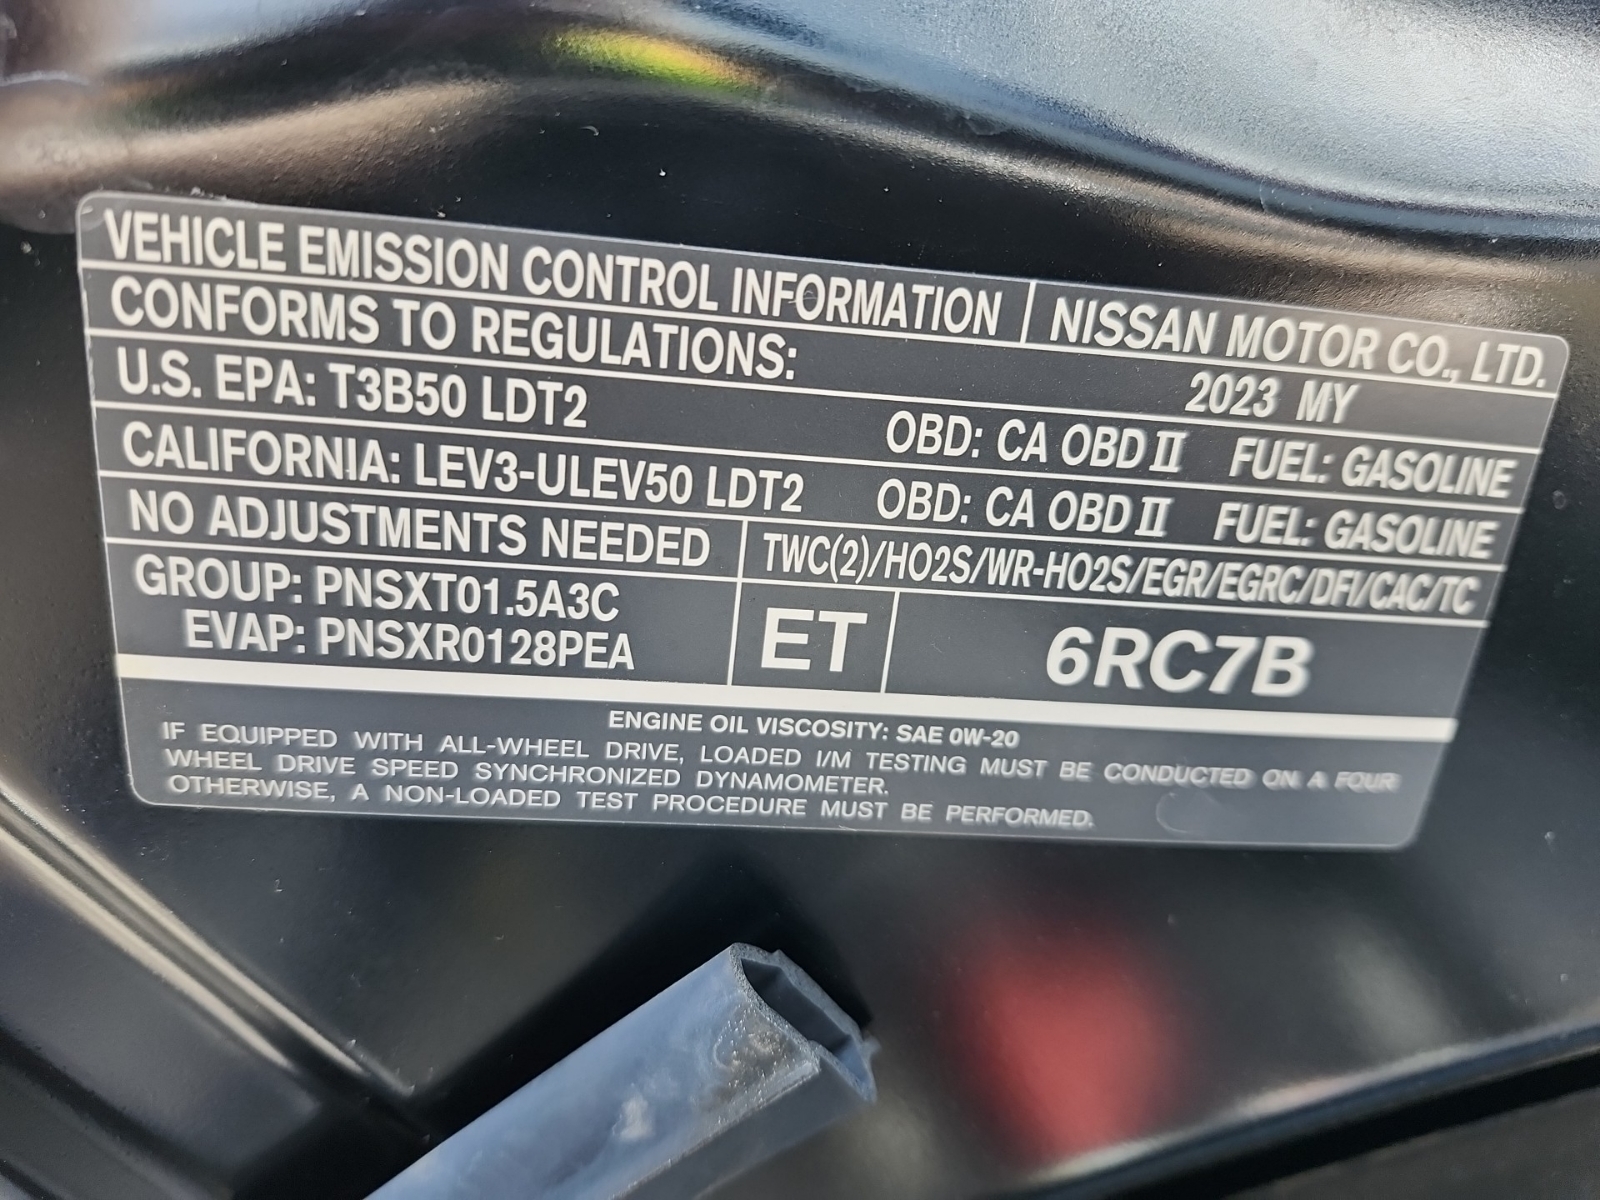 VEHICLE EMISSION CONTROL INFORMATION NISSAN MOTOR CO., LTD.
CONFORMS TO REGULATIONS: 2023 MY
U.S. EPA: T3B50 LDT2 OBD: CA OBD II FUEL: GASOLINE
CALIFORNIA: LEV3-ULEV50 LDT2 OBD: CA OBD II FUEL: GASOLINE
NO ADJUSTMENTS NEEDED TWC(2)/HO2S/WR-HO2S/EGR/EGRC/DFI/CAC/TC
GROUP: PNSXT01.5A3C
EVAP: PNSXR0128PEA
ET
6RC7B
ENGINE OIL VISCOSITY: SAE 0W-20
IF EQUIPPED WITH ALL-WHEEL DRIVE, LOADED I/M TESTING MUST BE CONDUCTED ON A FOUR
WHEEL DRIVE SPEED SYNCHRONIZED DYNAMOMETER.
OTHERWISE, A NON-LOADED TEST PROCEDURE MUST BE PERFORMED.